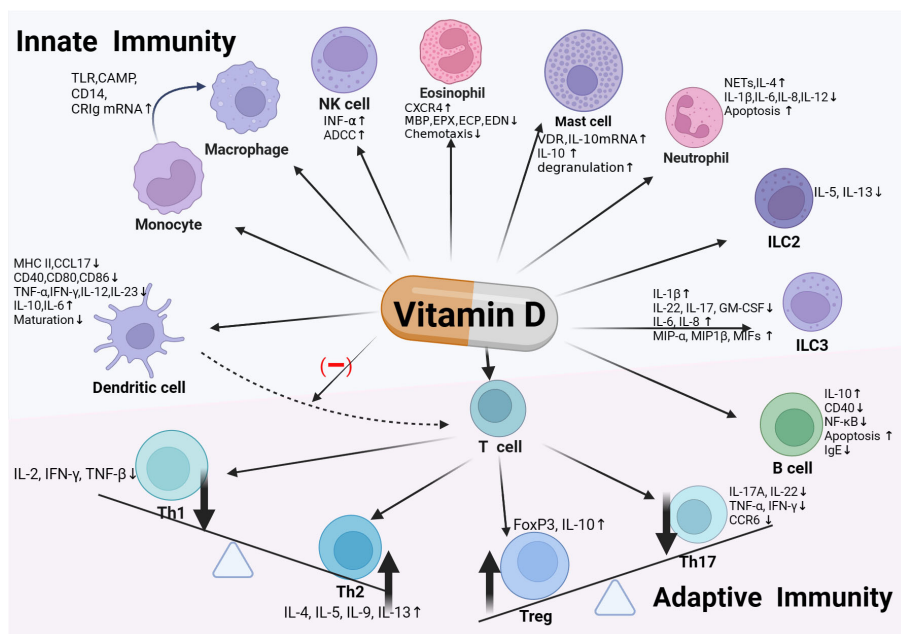 Innate Immunity
TLR,CAMP,
CD14,
CRIg mRNA↑
Macrophage
Monocyte
NK cell
INF-α↑
ADCC↑
Eosinophil
CXCR4↑
MBP,EPX,ECP,EDN↓
Chemotaxis↓
Mast cell
VDR,IL-10mRNA↑
IL-10 ↑
degranulation↑
NETs,IL-4↑
IL-1β,IL-6,IL-8,IL-12↓
Apoptosis ↑
Neutrophil
IL-5, IL-13↓
ILC2
MHC II,CCL17↓
CD40,CD80,CD86↓
TNF-α,IFN-γ,IL-12,IL-23↓
IL-10,IL-6↑
Maturation↓
Dendritic cell
Vitamin D
IL-1β↑
IL-22, IL-17, GM-CSF↓
IL-6, IL-8 ↑
MIP-α, MIP1β, MIFs ↑
ILC3
(−)
T cell
IL-10↑
CD40↓
NF-κB↓
Apoptosis ↑
IgE↓
B cell
IL-2, IFN-γ, TNF-β↓
Th1
Th2
IL-4, IL-5, IL-9, IL-13↑
FoxP3, IL-10↑
Treg
IL-17A, IL-22↓
TNF-α, IFN-γ↓
CCR6 ↓
Th17
Adaptive Immunity